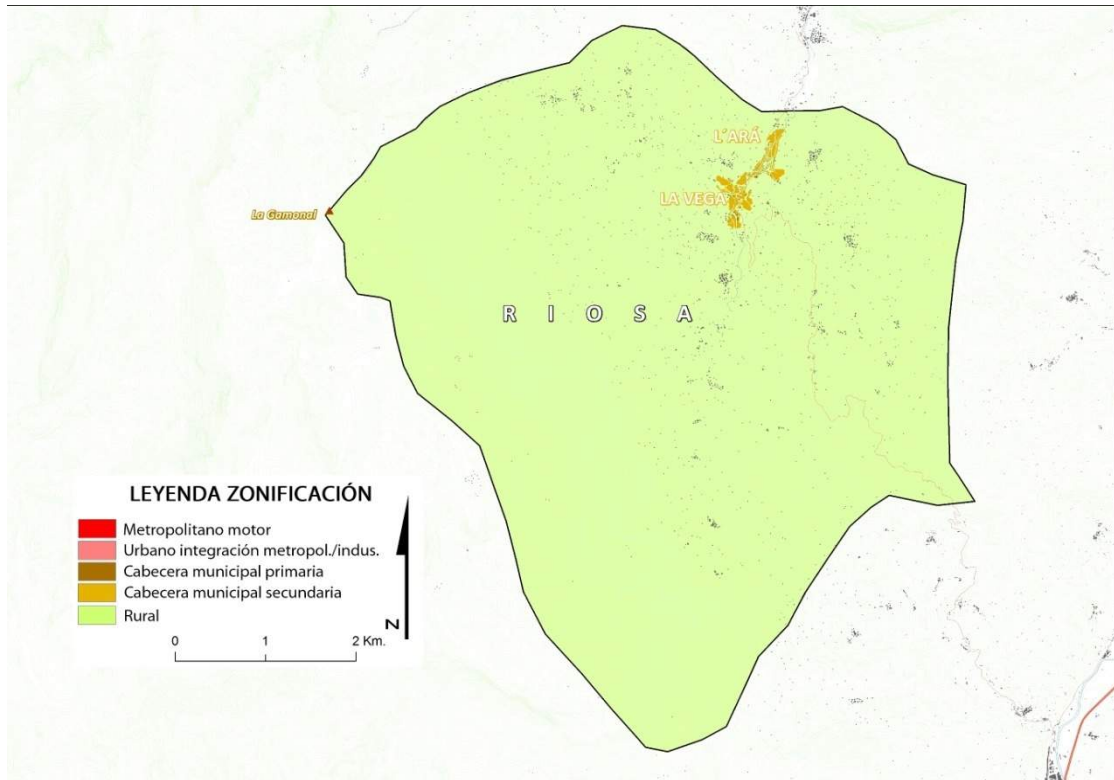 L´ARÁ
LA VEGA
La Gamonal
R I O S A
LEYENDA ZONIFICACIÓN
Metropolitano motor
Urbano integración metropol./indus.
Cabecera municipal primaria
Cabecera municipal secundaria
Rural
N
0 1 2 Km.